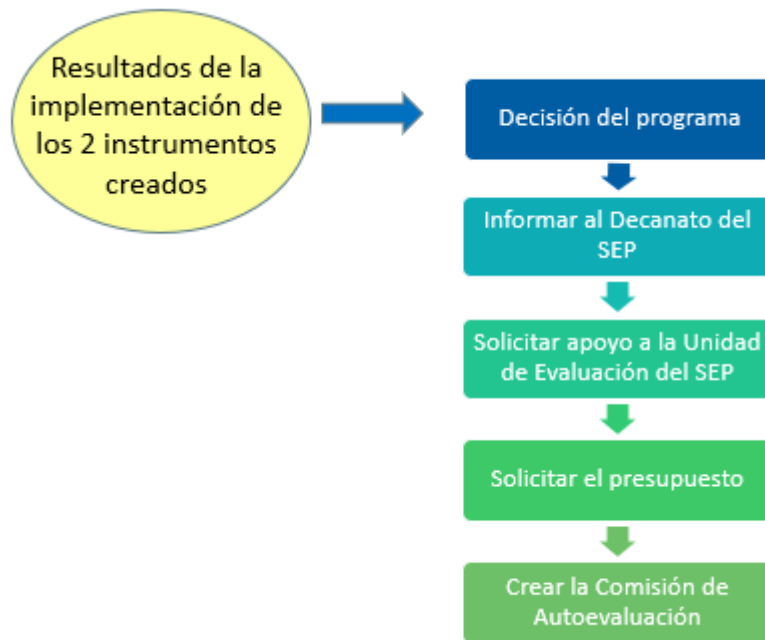 Resultados de la
implementación de
los 2 instrumentos
creados
Decisión del programa
Informar al Decanato del
SEP
Solicitar apoyo a la Unidad
de Evaluación del SEP
Solicitar el presupuesto
Crear la Comisión de
Autoevaluación